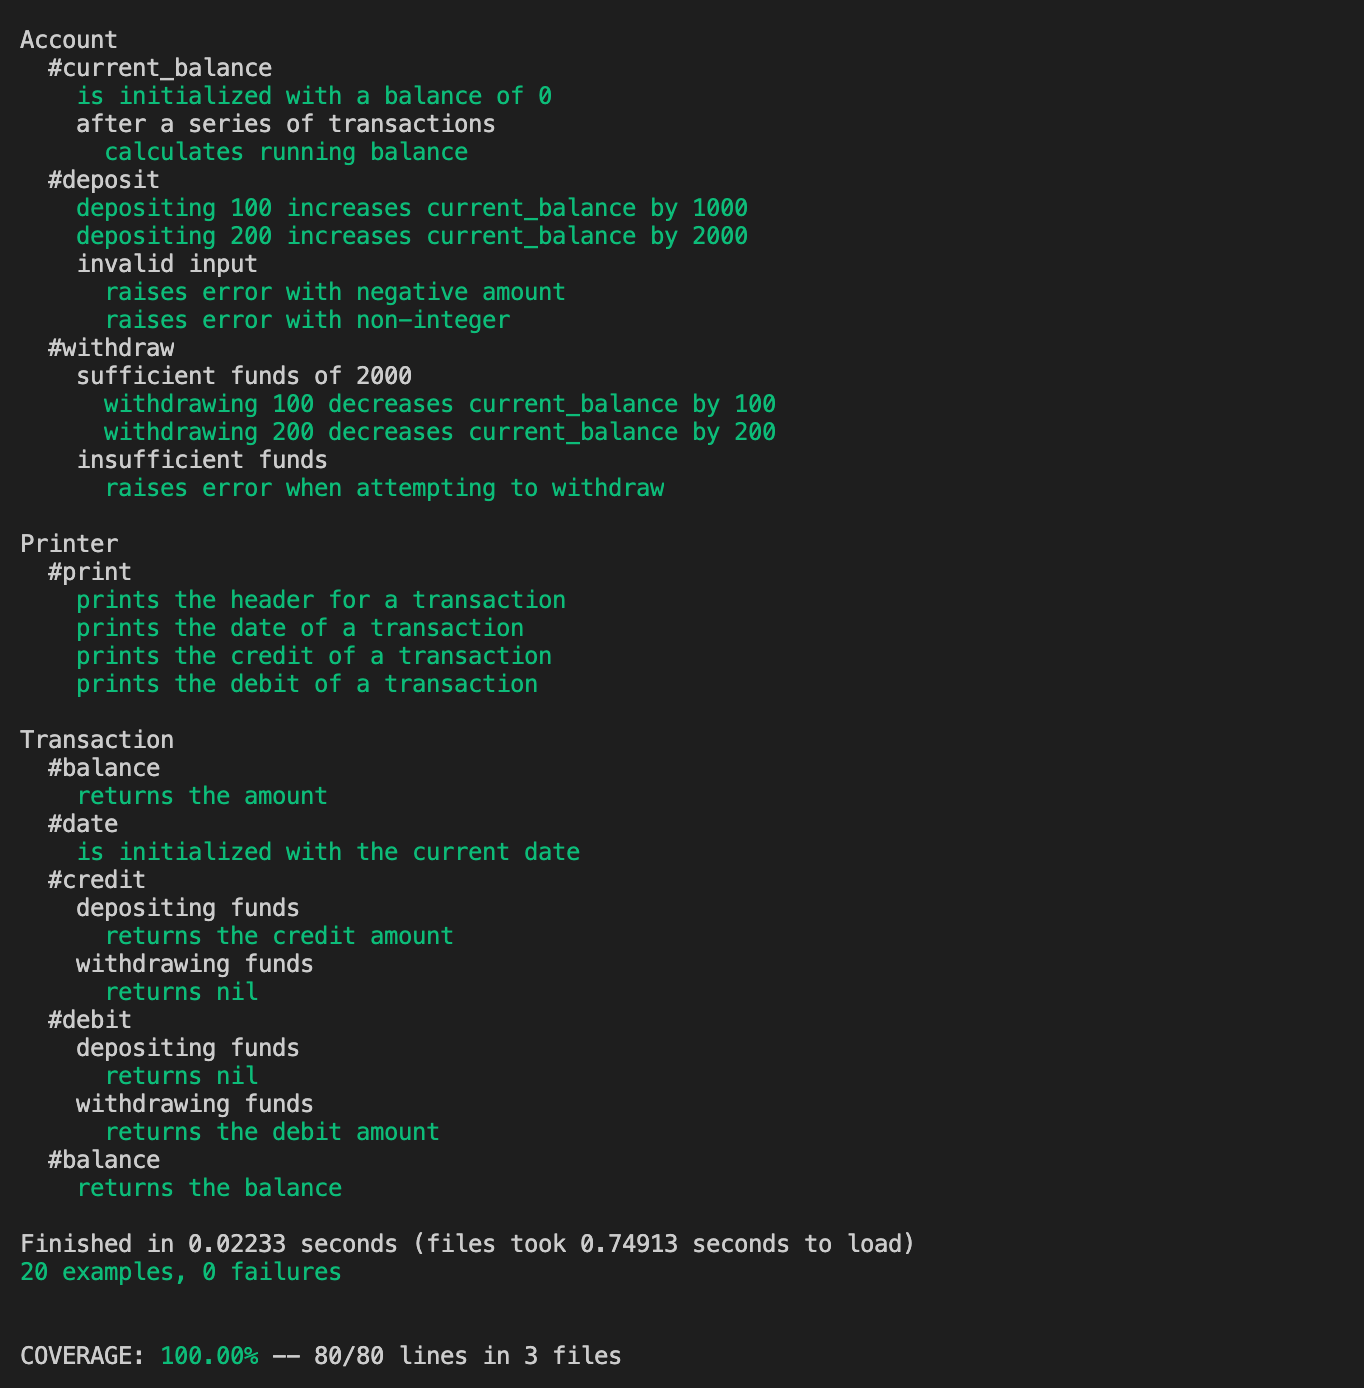 Account
#current_balance
is initialized with a balance of 0
after a series of transactions
calculates running balance
#deposit
depositing 100 increases current_balance by 1000
depositing 200 increases current_balance by 2000
invalid input
raises error with negative amount
raises error with non-integer
#withdraw
sufficient funds of 2000
withdrawing 100 decreases current_balance by 100
withdrawing 200 decreases current_balance by 200
insufficient funds
raises error when attempting to withdraw
Printer
#print
prints the header for a transaction
prints the date of a transaction
prints the credit of a transaction
prints the debit of a transaction
Transaction
#balance
returns the amount
#date
is initialized with the current date
#credit
depositing funds
returns the credit amount
withdrawing funds
returns nil
#debit
depositing funds
returns nil
withdrawing funds
returns the debit amount
#balance
returns the balance
Finished in 0.02233 seconds (files took 0.74913 seconds to load)
20 examples, 0 failures
COVERAGE: 100.00% -- 80/80 lines in 3 files